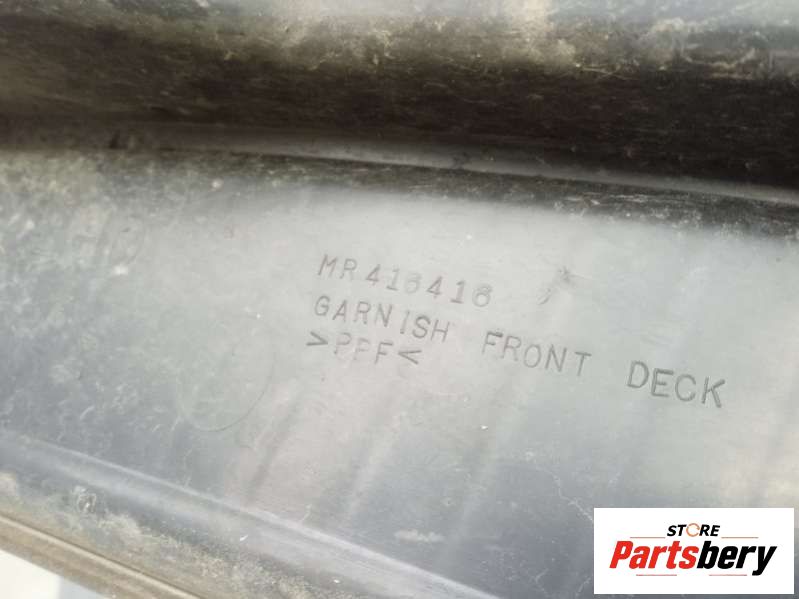 MR416416
GARNISH FRONT DECK
>PPF<
STORE
Partsbery